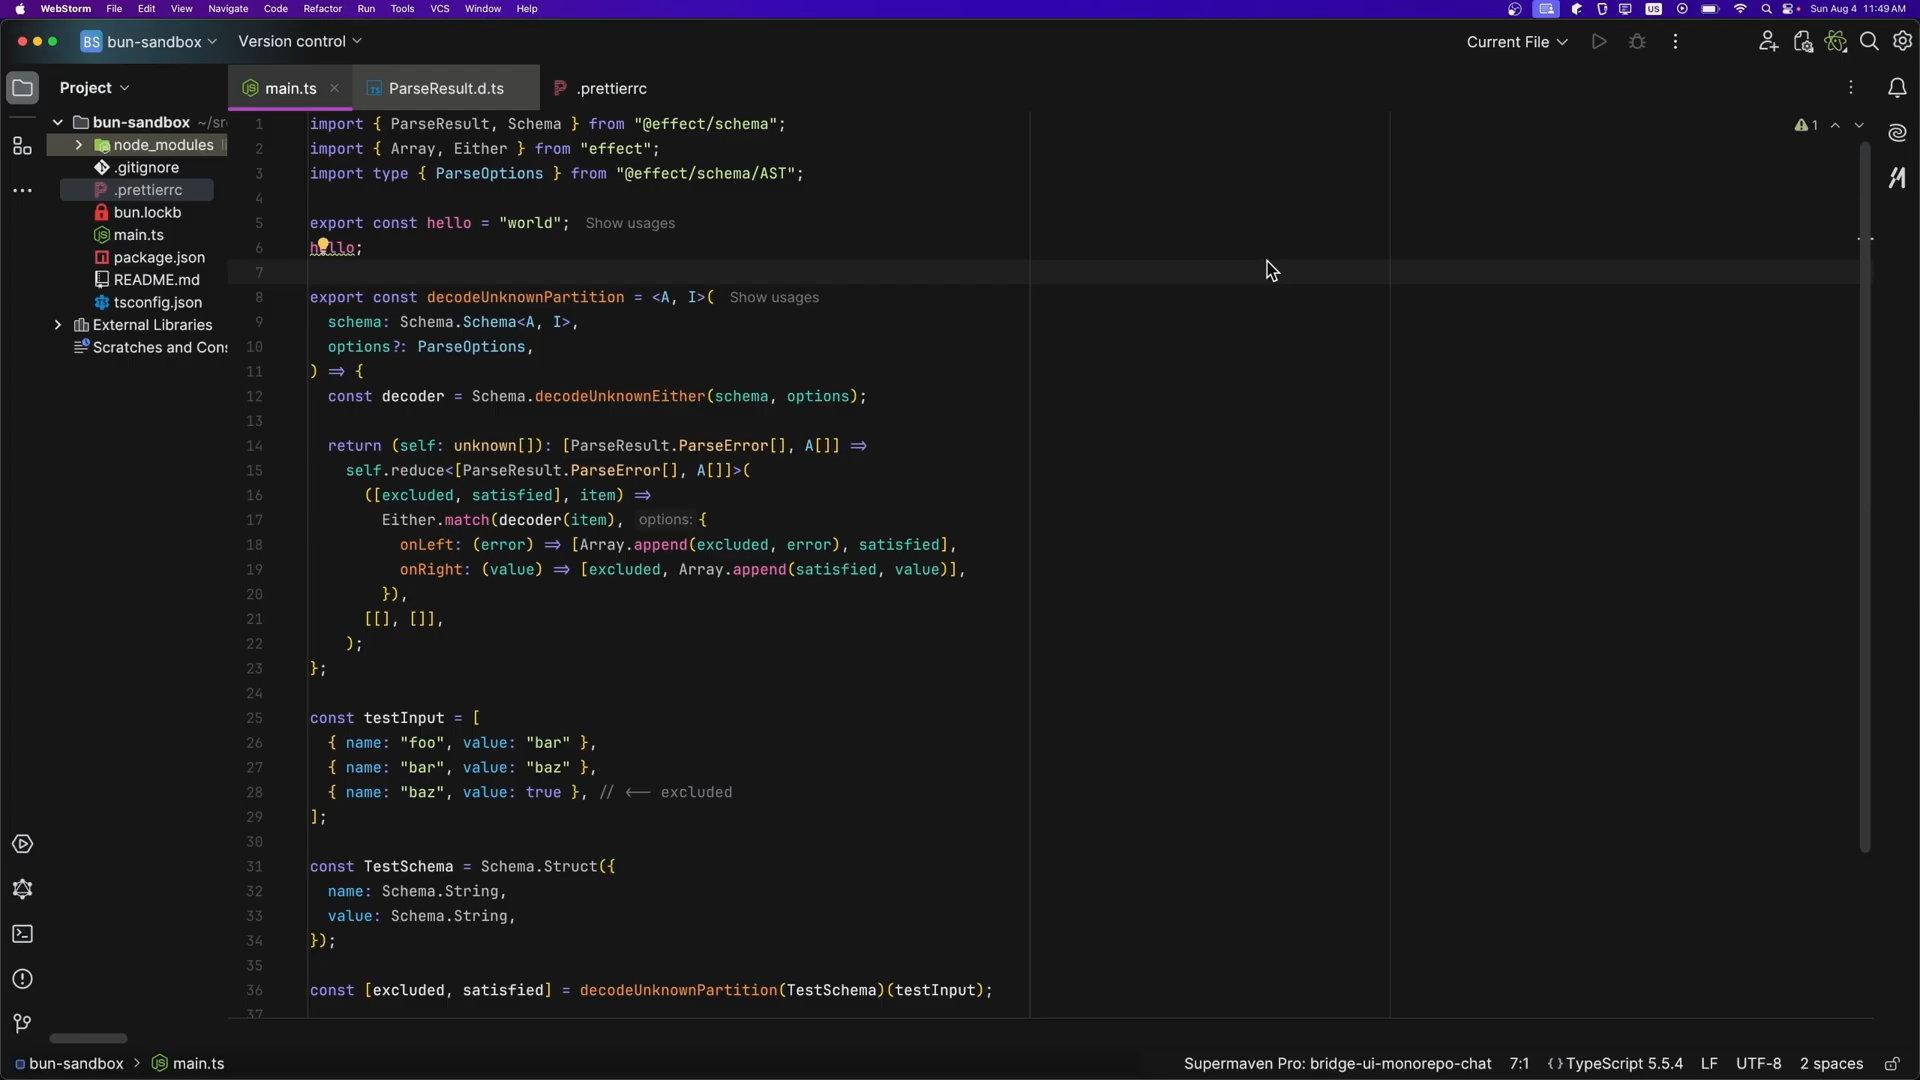 WebStorm File Edit View Navigate Code Refactor Run Tools VCS Window Help US Sun Aug 4 11:49 AM
BS bun-sandbox Version control Current File
Project main.ts ParseResult.d.ts .prettierrc
bun-sandbox ~/sr
node_modules li
.gitignore
.prettierrc
bun.lockb
main.ts
package.json
README.md
tsconfig.json
External Libraries
Scratches and Cons
1 import { ParseResult, Schema } from "@effect/schema"; 1
2 import { Array, Either } from "effect";
3 import type { ParseOptions } from "@effect/schema/AST";
4
5 export const hello = "world"; Show usages
6 hello;
7
8 export const decodeUnknownPartition = <A, I>( Show usages
9 schema: Schema.Schema<A, I>,
10 options?: ParseOptions,
11 ) => {
12 const decoder = Schema.decodeUnknownEither(schema, options);
13
14 return (self: unknown[]): [ParseResult.ParseError[], A[]] =>
15 self.reduce<[ParseResult.ParseError[], A[]]>(
16 ([excluded, satisfied], item) =>
17 Either.match(decoder(item), options: {
18 onLeft: (error) => [Array.append(excluded, error), satisfied],
19 onRight: (value) => [excluded, Array.append(satisfied, value)],
20 }),
21 [[], []],
22 );
23 };
24
25 const testInput = [
26 { name: "foo", value: "bar" },
27 { name: "bar", value: "baz" },
28 { name: "baz", value: true }, // <-- excluded
29 ];
30
31 const TestSchema = Schema.Struct({
32 name: Schema.String,
33 value: Schema.String,
34 });
35
36 const [excluded, satisfied] = decodeUnknownPartition(TestSchema)(testInput);
37
bun-sandbox > main.ts Supermaven Pro: bridge-ui-monorepo-chat 7:1 {} TypeScript 5.5.4 LF UTF-8 2 spaces